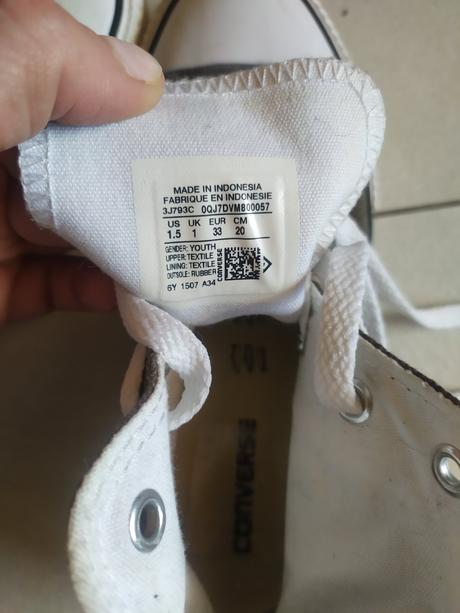 MADE IN INDONESIA
FABRIQUE EN INDONESIE
3J793C 0QJ7DVM800057
US UK EUR CM
1.5 1 33 20
GENDER: YOUTH
UPPER: TEXTILE
LINING: TEXTILE
OUTSOLE: RUBBER
CONVERSE
6Y 1507 A34
CONVERSE